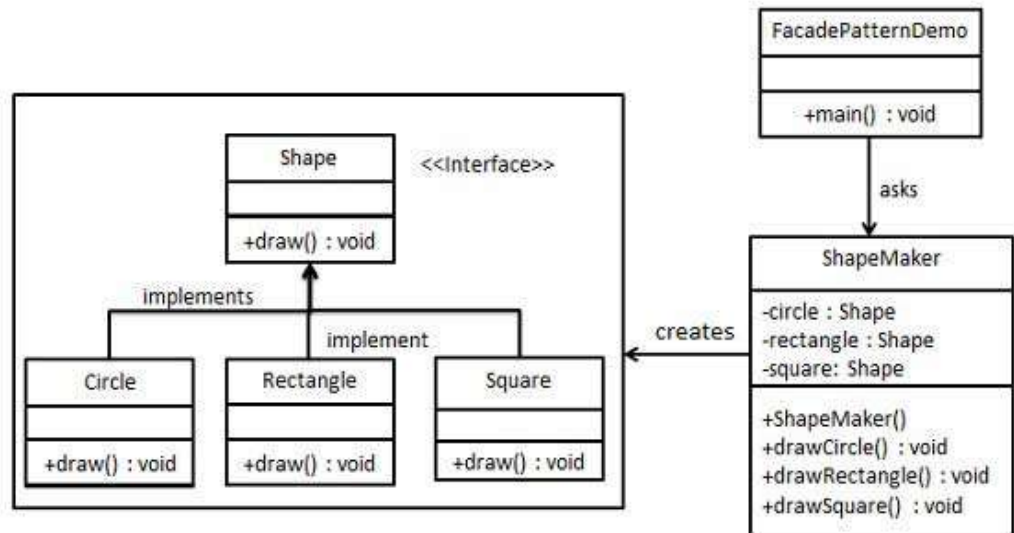 FacadePatternDemo
+main() : void
asks
Shape
<<Interface>>
+draw() : void
implements
implement
Circle
+draw() : void
Rectangle
+draw() : void
Square
+draw() : void
creates
ShapeMaker
-circle : Shape
-rectangle : Shape
-square: Shape
+ShapeMaker()
+drawCircle() : void
+drawRectangle() : void
+drawSquare() : void